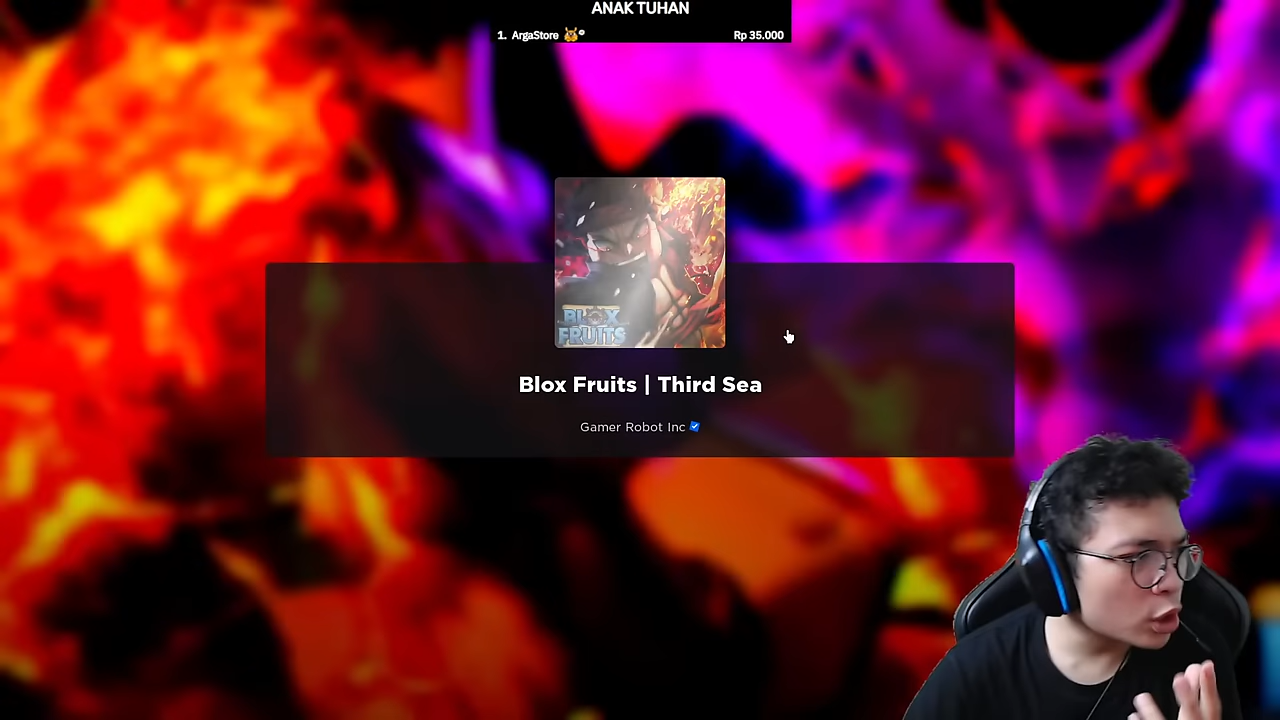 ANAK TUHAN
1. ArgaStore Rp 35.000
BLOX
FRUITS
Blox Fruits | Third Sea
Gamer Robot Inc